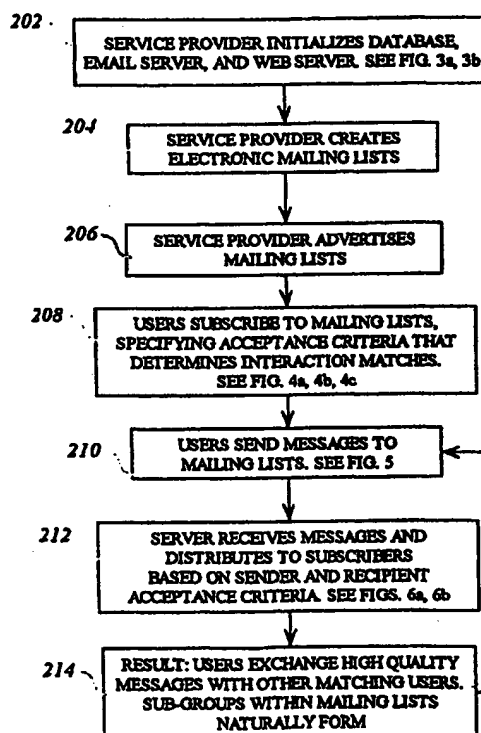 202
SERVICE PROVIDER INITIALIZES DATABASE,
EMAIL SERVER, AND WEB SERVER. SEE FIG. 3a, 3b
204
SERVICE PROVIDER CREATES
ELECTRONIC MAILING LISTS
206
SERVICE PROVIDER ADVERTISES
MAILING LISTS
208
USERS SUBSCRIBE TO MAILING LISTS,
SPECIFYING ACCEPTANCE CRITERIA THAT
DETERMINES INTERACTION MATCHES.
SEE FIG. 4a, 4b, 4c
210
USERS SEND MESSAGES TO
MAILING LISTS. SEE FIG. 5
212
SERVER RECEIVES MESSAGES AND
DISTRIBUTES TO SUBSCRIBERS
BASED ON SENDER AND RECIPIENT
ACCEPTANCE CRITERIA. SEE FIGS. 6a, 6b
214
RESULT: USERS EXCHANGE HIGH QUALITY
MESSAGES WITH OTHER MATCHING USERS.
SUB-GROUPS WITHIN MAILING LISTS
NATURALLY FORM